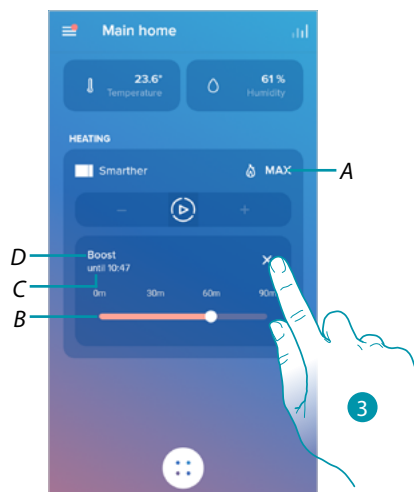 Main home
23.6°
Temperature
61 %
Humidity
HEATING
Smarther
MAX
A
− +
D
Boost
until 10:47
C
0m 30m 60m 90m
B
3